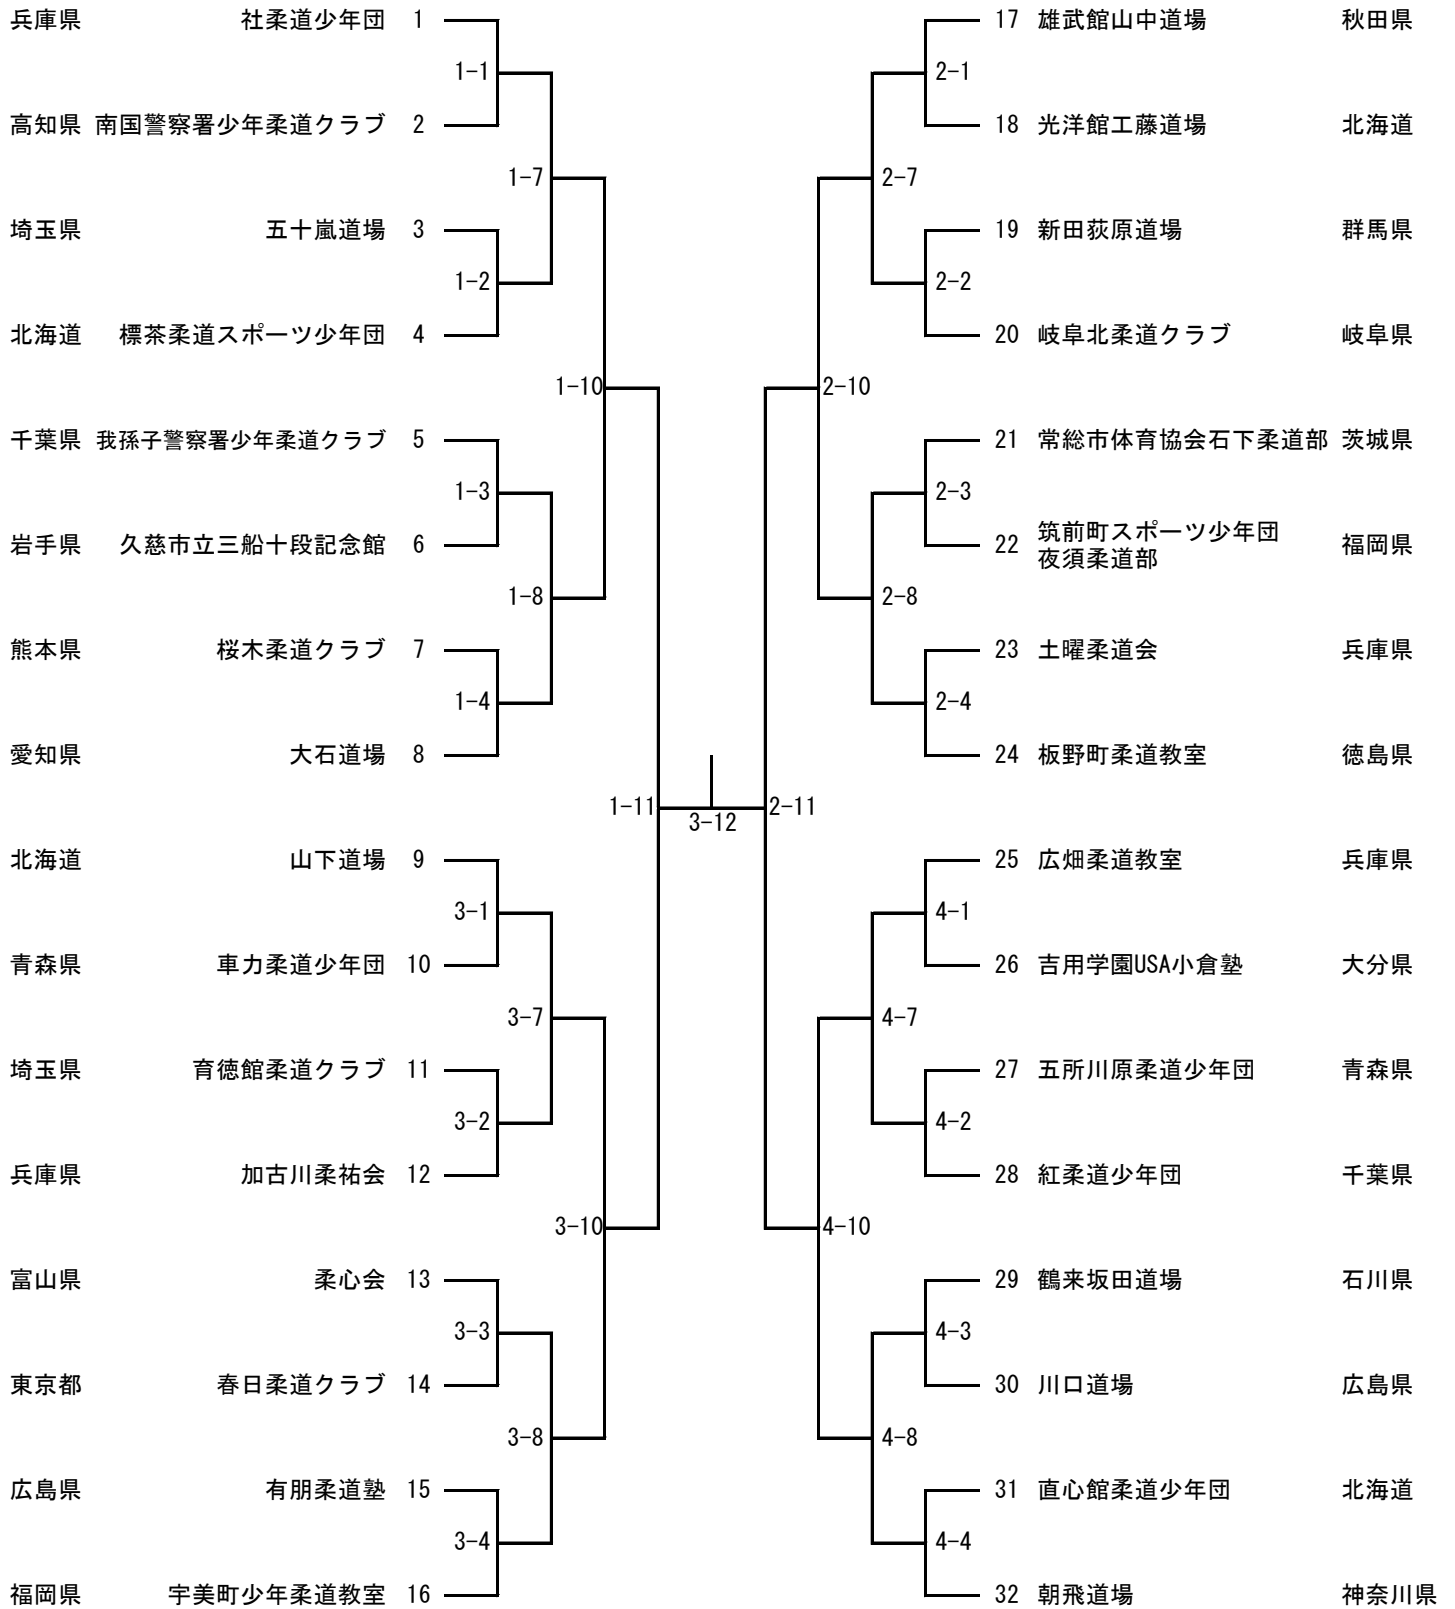 兵庫県 社柔道少年団 1 17 雄武館山中道場 秋田県
1-1 2-1
高知県 南国警察署少年柔道クラブ 2 18 光洋館工藤道場 北海道
1-7 2-7
埼玉県 五十嵐道場 3 19 新田荻原道場 群馬県
1-2 2-2
北海道 標茶柔道スポーツ少年団 4 20 岐阜北柔道クラブ 岐阜県
1-10 2-10
千葉県 我孫子警察署少年柔道クラブ 5 21 常総市体育協会石下柔道部 茨城県
1-3 2-3
岩手県 久慈市立三船十段記念館 6 22 筑前町スポーツ少年団 福岡県
夜須柔道部
1-8 2-8
熊本県 桜木柔道クラブ 7 23 土曜柔道会 兵庫県
1-4 2-4
愛知県 大石道場 8 24 板野町柔道教室 徳島県
1-11 2-11
3-12
北海道 山下道場 9 25 広畑柔道教室 兵庫県
3-1 4-1
青森県 車力柔道少年団 10 26 吉用学園USA小倉塾 大分県
3-7 4-7
埼玉県 育徳館柔道クラブ 11 27 五所川原柔道少年団 青森県
3-2 4-2
兵庫県 加古川柔祐会 12 28 紅柔道少年団 千葉県
3-10 4-10
富山県 柔心会 13 29 鶴来坂田道場 石川県
3-3 4-3
東京都 春日柔道クラブ 14 30 川口道場 広島県
3-8 4-8
広島県 有朋柔道塾 15 31 直心館柔道少年団 北海道
3-4 4-4
福岡県 宇美町少年柔道教室 16 32 朝飛道場 神奈川県